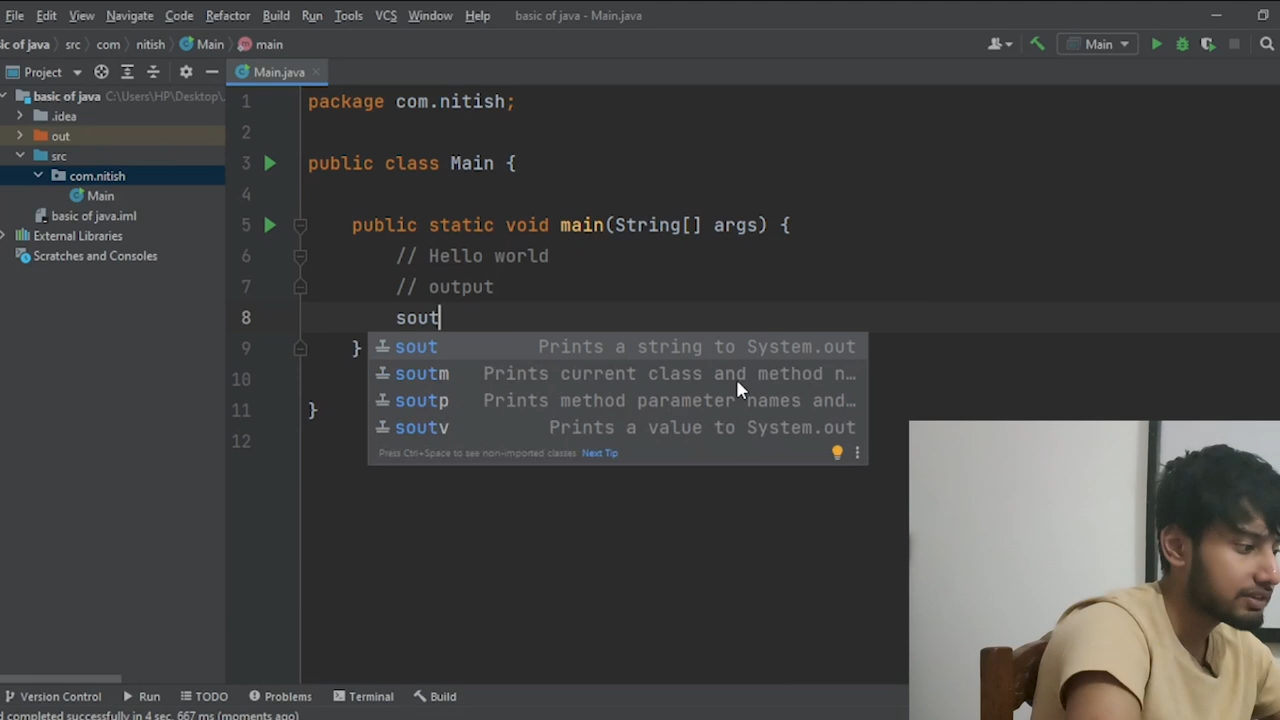 File Edit View Navigate Code Refactor Build Run Tools VCS Window Help basic of java - Main.java
ic of java src com nitish Main main Main
Project Main.java
basic of java C:\Users\HP\Desktop\
.idea
out
src
com.nitish
Main
basic of java.iml
External Libraries
Scratches and Consoles
1 package com.nitish;
2
3 public class Main {
4
5 public static void main(String[] args) {
6 // Hello world
7 // output
8 sout
9 }
10
11 }
12
sout Prints a string to System.out
soutm Prints current class and method n…
soutp Prints method parameter names and…
soutv Prints a value to System.out
Press Ctrl+Space to see non-imported classes Next Tip
Version Control Run TODO Problems Terminal Build
d completed successfully in 4 sec, 667 ms (moments ago)